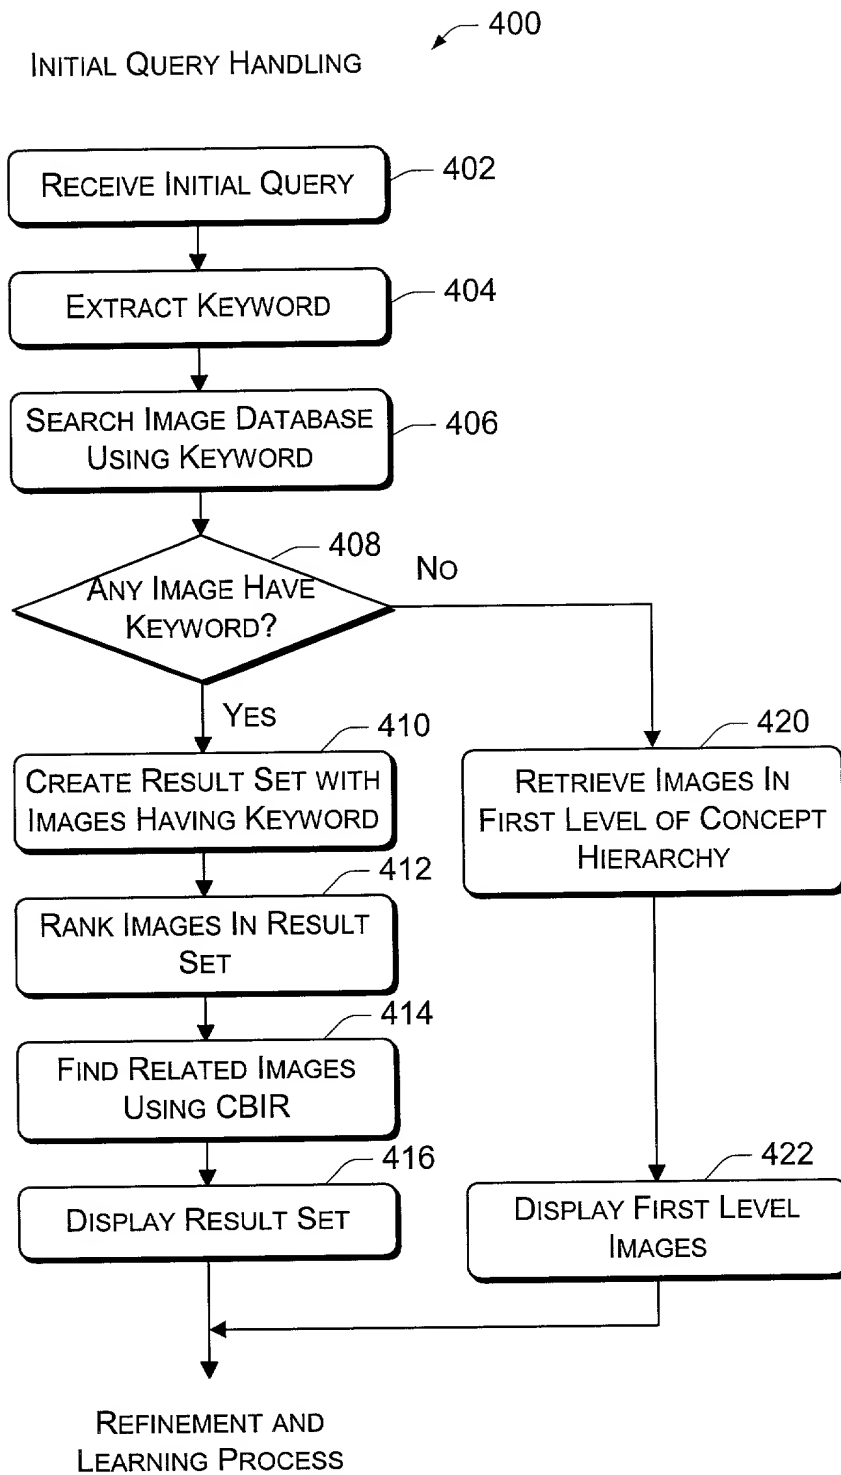 400
INITIAL QUERY HANDLING
402
RECEIVE INITIAL QUERY
404
EXTRACT KEYWORD
SEARCH IMAGE DATABASE
USING KEYWORD
406
408
ANY IMAGE HAVE
KEYWORD?
NO
YES
410
CREATE RESULT SET WITH
IMAGES HAVING KEYWORD
412
RANK IMAGES IN RESULT
SET
414
FIND RELATED IMAGES
USING CBIR
416
DISPLAY RESULT SET
420
RETRIEVE IMAGES IN
FIRST LEVEL OF CONCEPT
HIERARCHY
422
DISPLAY FIRST LEVEL
IMAGES
REFINEMENT AND
LEARNING PROCESS